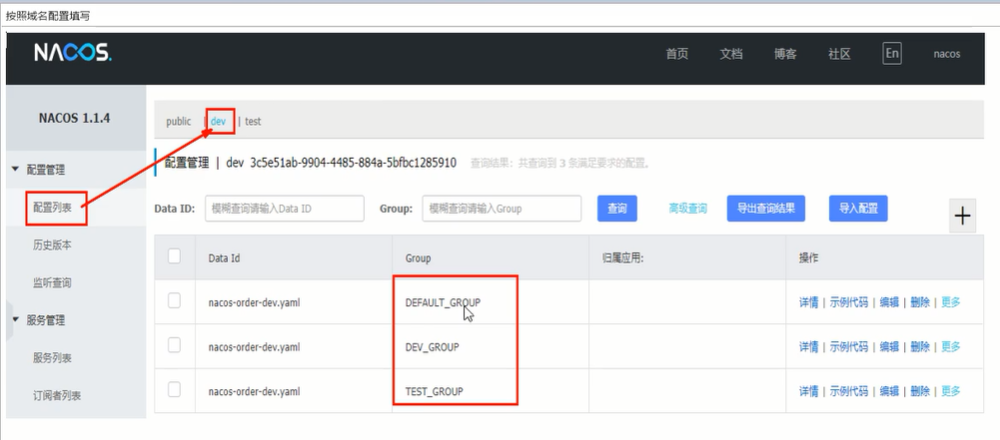 按照域名配置填写
NACOS.
首页 文档 博客 社区 En nacos
NACOS 1.1.4
public | dev | test
配置管理
配置管理 | dev 3c5e51ab-9904-4485-884a-5bfbc1285910 查询结果：共查询到 3 条满足要求的配置。
配置列表
Data ID: 模糊查询请输入Data ID Group: 模糊查询请输入Group 查询 高级查询 导出查询结果 导入配置 +
历史版本
Data Id Group 归属应用: 操作
监听查询
nacos-order-dev.yaml DEFAULT_GROUP 详情 | 示例代码 | 编辑 | 删除 | 更多
服务管理
nacos-order-dev.yaml DEV_GROUP 详情 | 示例代码 | 编辑 | 删除 | 更多
服务列表
nacos-order-dev.yaml TEST_GROUP 详情 | 示例代码 | 编辑 | 删除 | 更多
订阅者列表